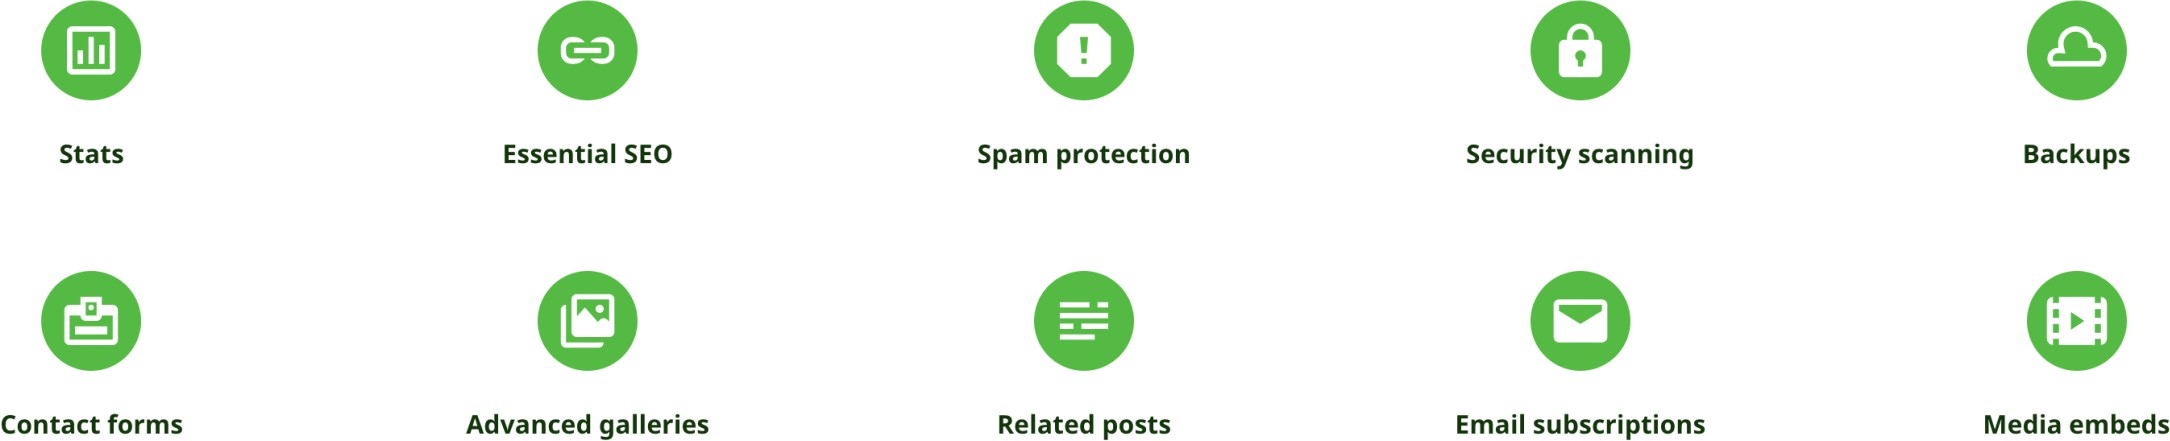 Stats
Essential SEO
Spam protection
Security scanning
Backups
Contact forms
Advanced galleries
Related posts
Email subscriptions
Media embeds